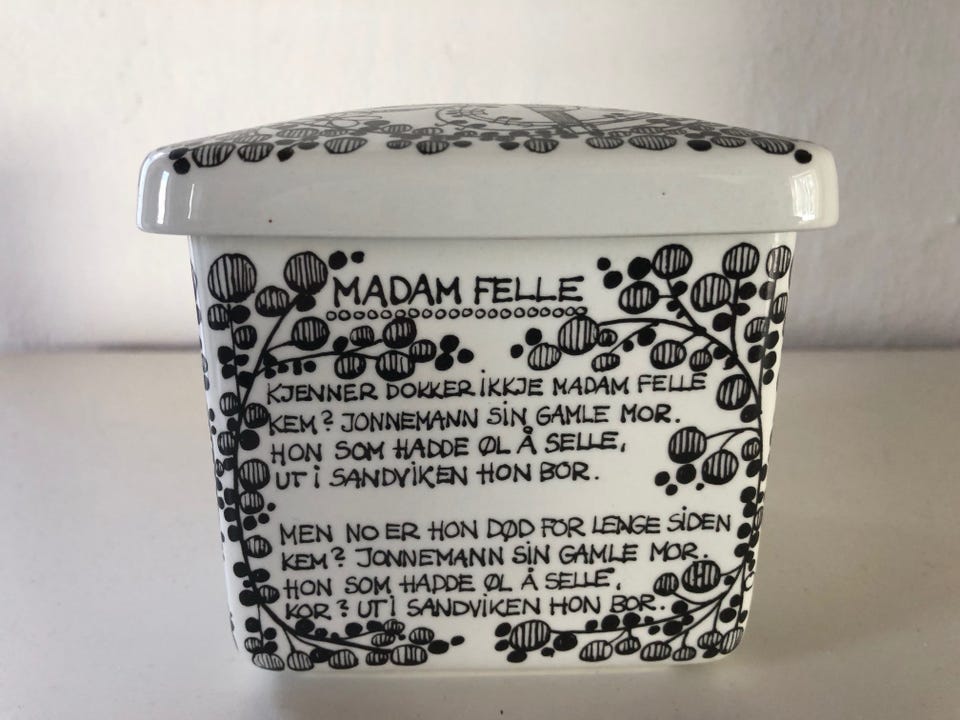 MADAM FELLE
KJENNER DOKKER IKKJE MADAM FELLE
KEM? JONNEMANN SIN GAMLE MOR.
HON SOM HADDE ØL Å SELLE,
UT I SANDVIKEN HON BOR.
MEN NO ER HON DØD FOR LENGE SIDEN
KEM? JONNEMANN SIN GAMLE MOR.
HON SOM HADDE ØL Å SELLE,
KOR? UT I SANDVIKEN HON BOR.